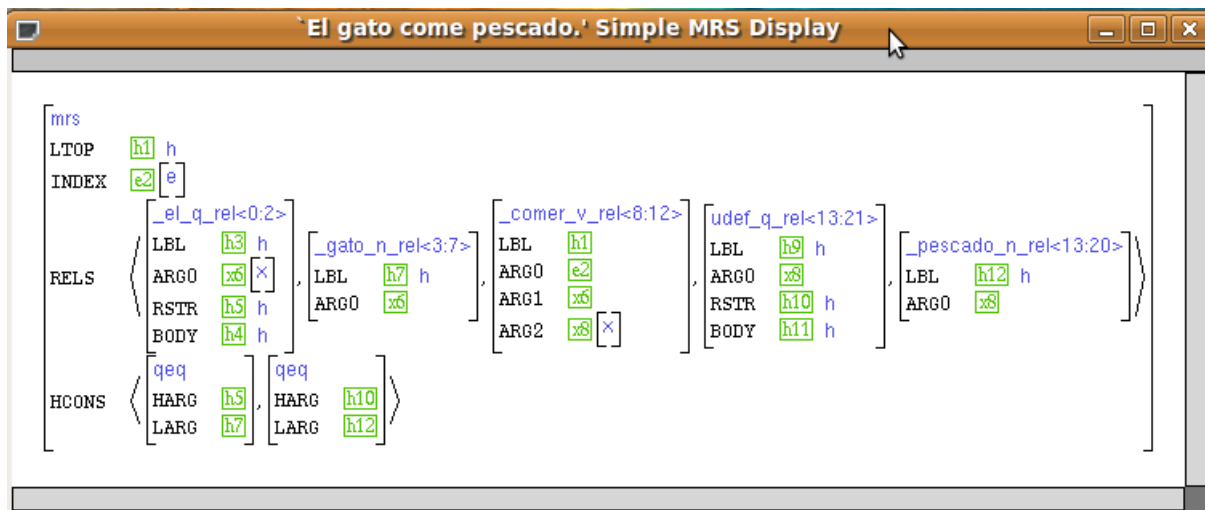 `El gato come pescado.' Simple MRS Display
mrs
LTOP h1 h
INDEX e2 e
RELS
_el_q_rel<0:2>
LBL h3 h
ARG0 x6 x
RSTR h5 h
BODY h4 h
,
_gato_n_rel<3:7>
LBL h7 h
ARG0 x6
,
_comer_v_rel<8:12>
LBL h1
ARG0 e2
ARG1 x6
ARG2 x8 x
,
udef_q_rel<13:21>
LBL h9 h
ARG0 x8
RSTR h10 h
BODY h11 h
,
_pescado_n_rel<13:20>
LBL h12 h
ARG0 x8
HCONS
qeq
HARG h5
LARG h7
,
qeq
HARG h10
LARG h12